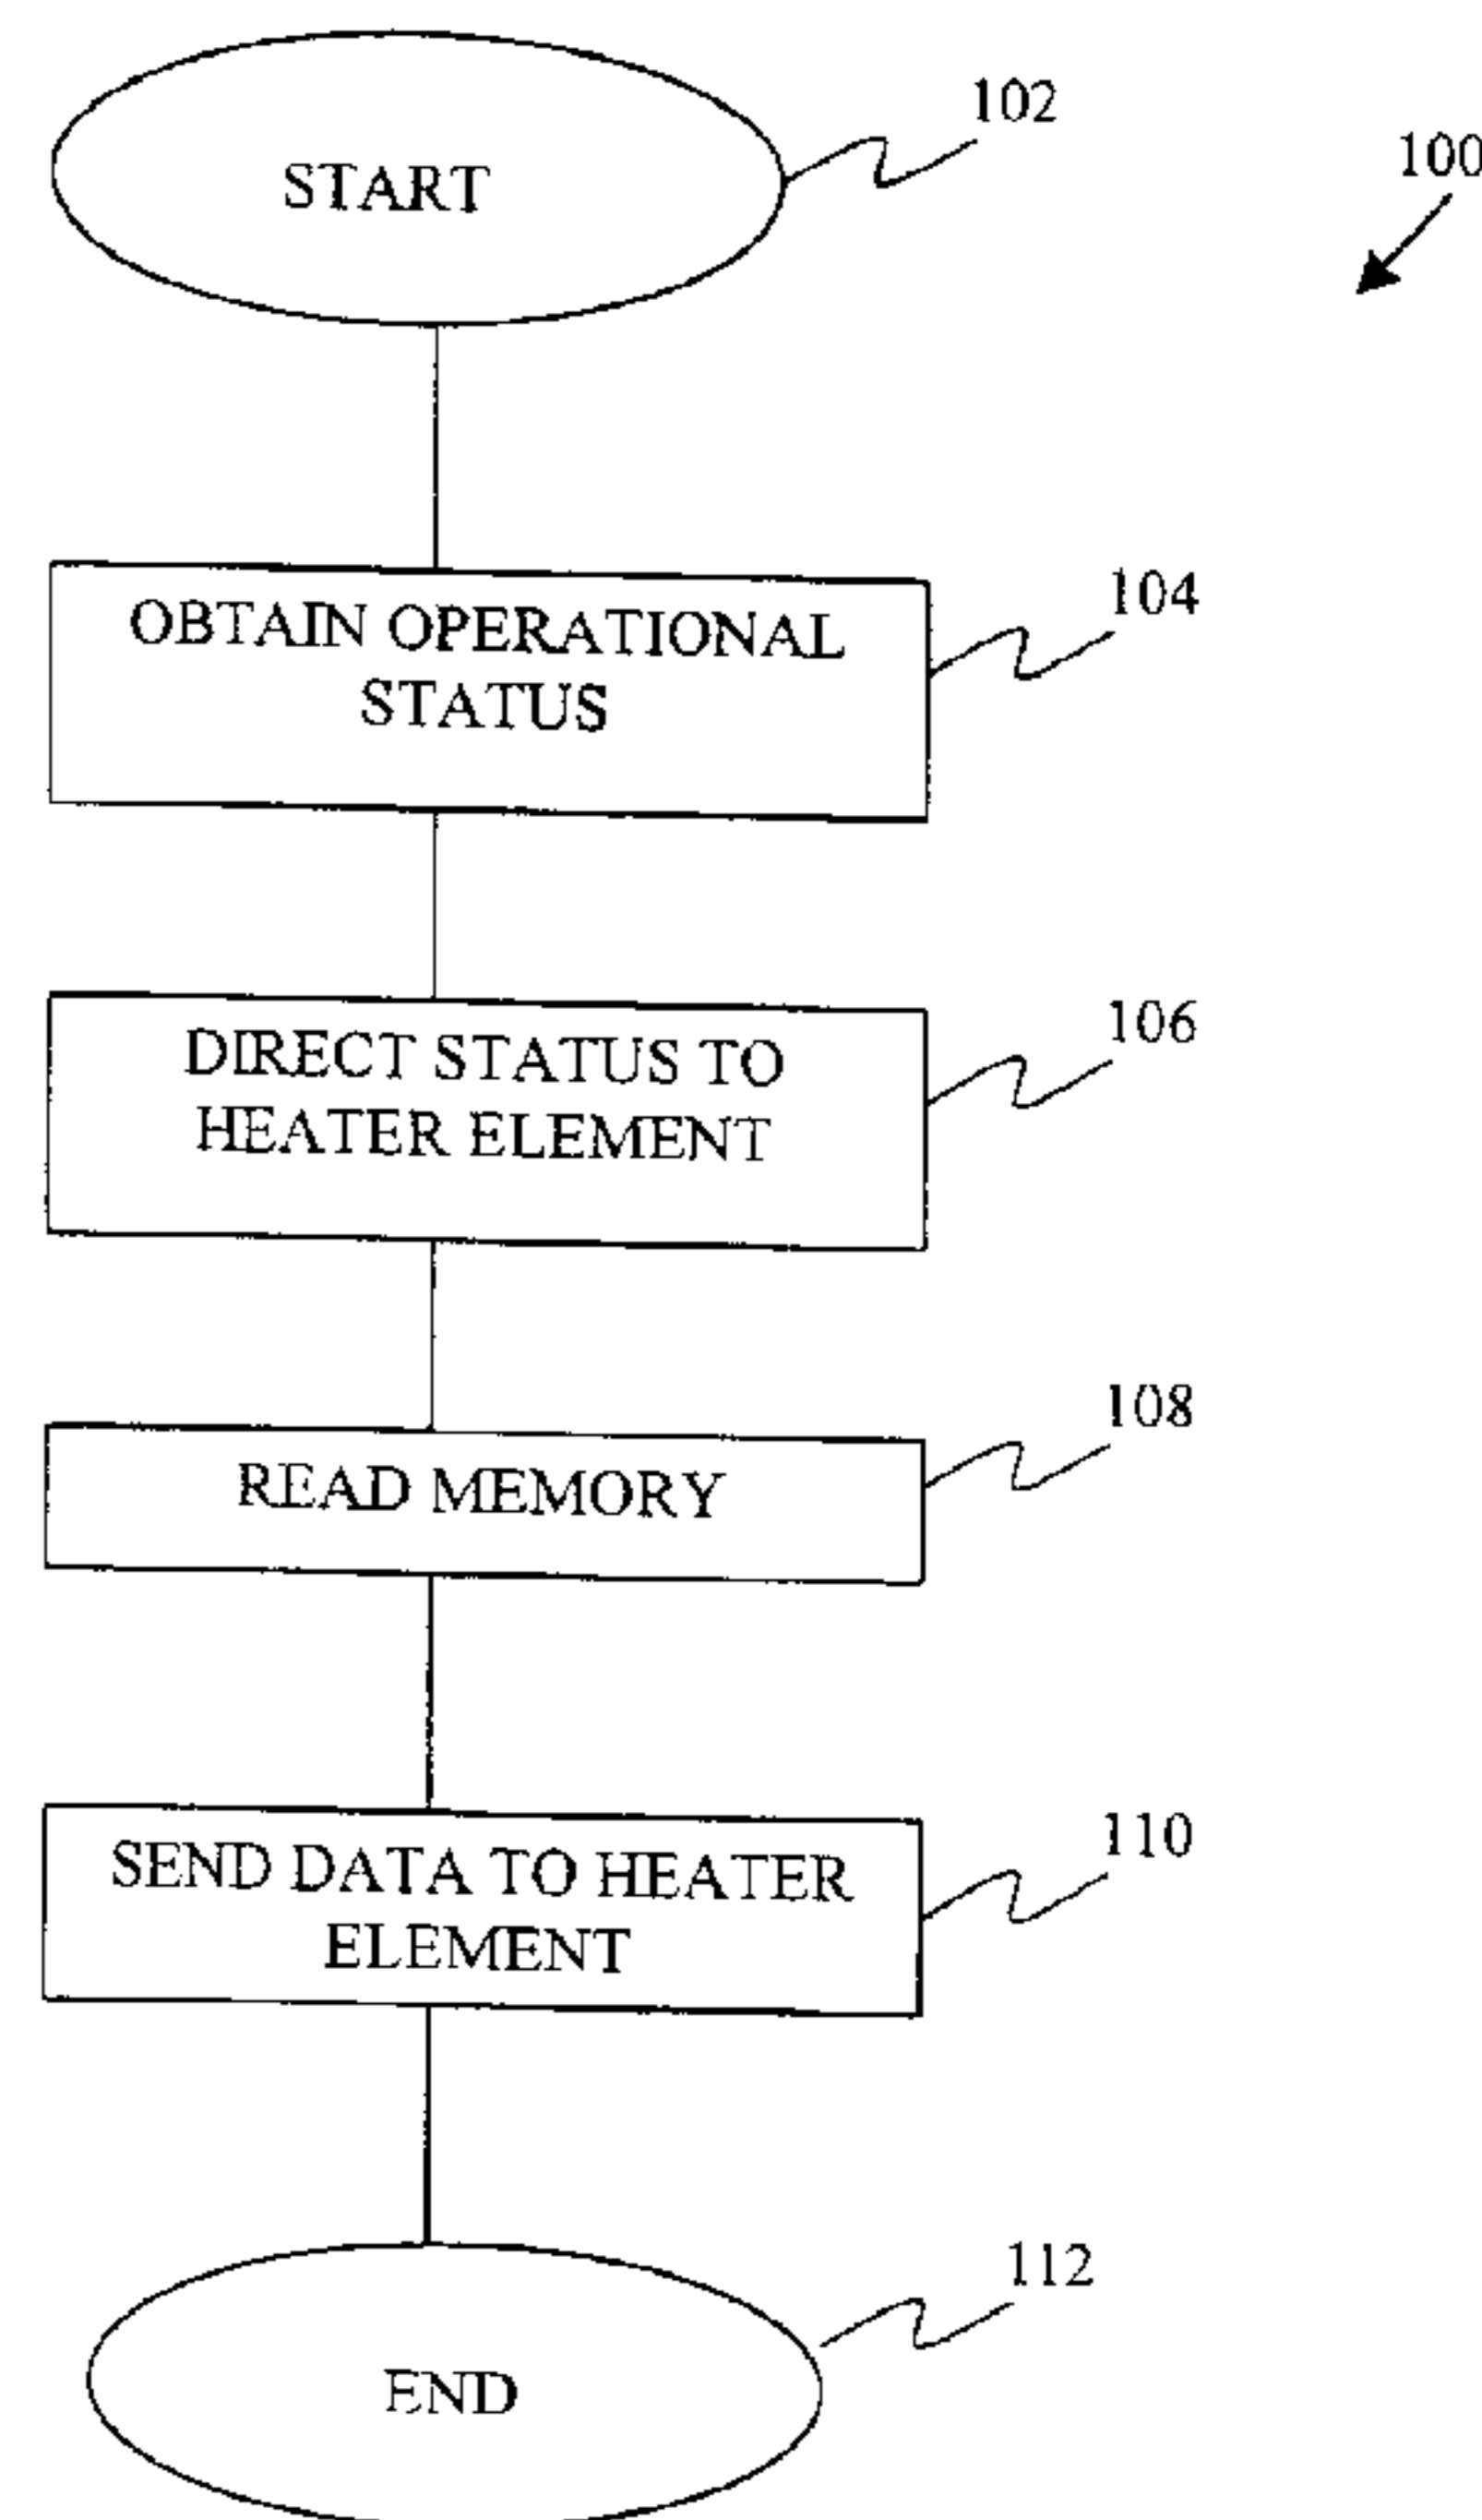 START
102
100
OBTAIN OPERATIONAL
STATUS
104
DIRECT STATUS TO
HEATER ELEMENT
106
READ MEMORY
108
SEND DATA TO HEATER
ELEMENT
110
END
112